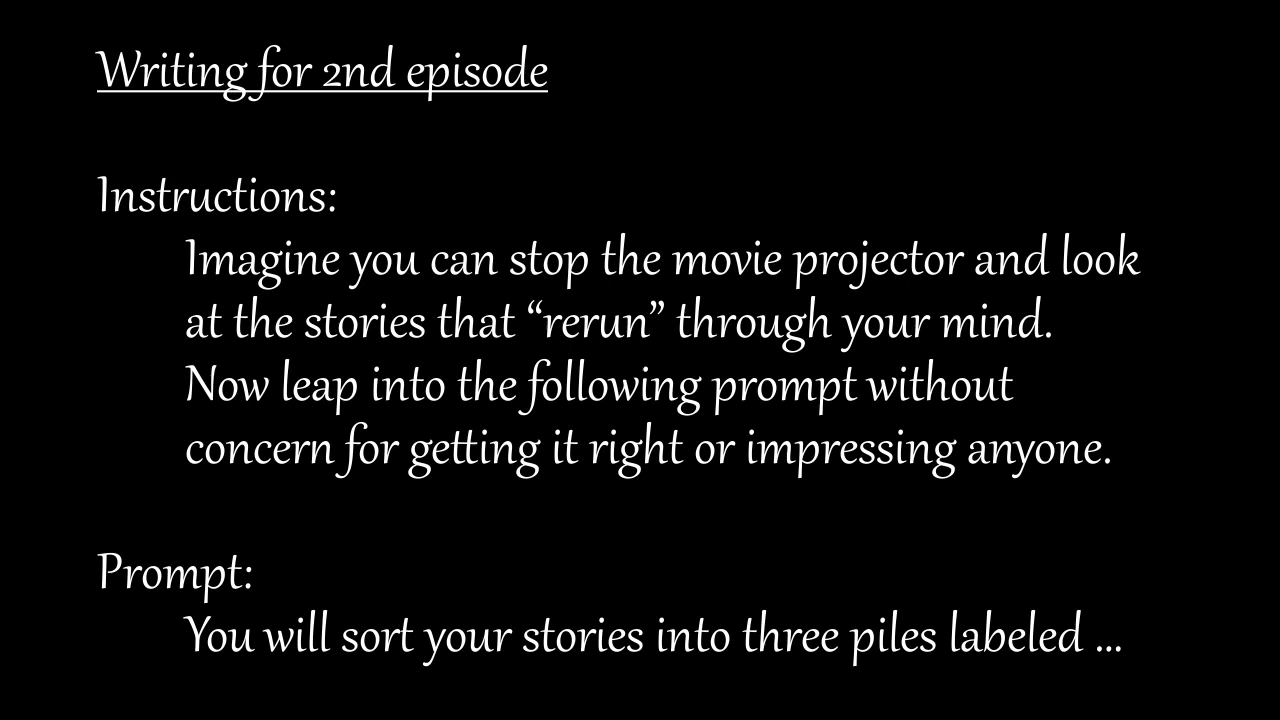 Writing for 2nd episode
Instructions:
Imagine you can stop the movie projector and look
at the stories that “rerun” through your mind.
Now leap into the following prompt without
concern for getting it right or impressing anyone.
Prompt:
You will sort your stories into three piles labeled ...